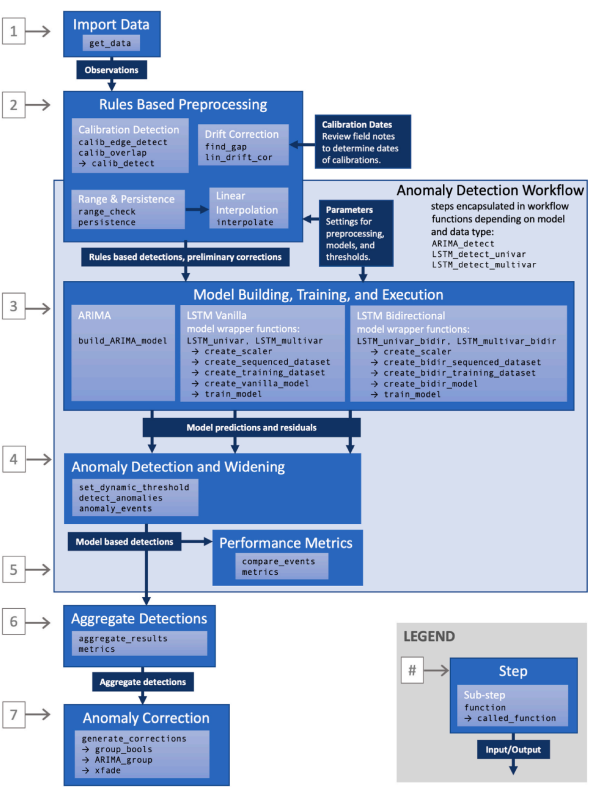 1
Import Data
get_data
Observations
2
Rules Based Preprocessing
Calibration Detection
calib_edge_detect
calib_overlap
→ calib_detect
Drift Correction
find_gap
lin_drift_cor
Calibration Dates
Review field notes
to determine dates
of calibrations.
Range & Persistence
range_check
persistence
Linear
Interpolation
interpolate
Parameters
Settings for
preprocessing,
models, and
thresholds.
Anomaly Detection Workflow
steps encapsulated in workflow
functions depending on model
and data type:
ARIMA_detect
LSTM_detect_univar
LSTM_detect_multivar
Rules based detections, preliminary corrections
3
Model Building, Training, and Execution
ARIMA
build_ARIMA_model
LSTM Vanilla
model wrapper functions:
LSTM_univar, LSTM_multivar
→ create_scaler
→ create_sequenced_dataset
→ create_training_dataset
→ create_vanilla_model
→ train_model
LSTM Bidirectional
model wrapper functions:
LSTM_univar_bidir, LSTM_multivar_bidir
→ create_scaler
→ create_bidir_sequenced_dataset
→ create_bidir_training_dataset
→ create_bidir_model
→ train_model
Model predictions and residuals
4
Anomaly Detection and Widening
set_dynamic_threshold
detect_anomalies
anomaly_events
Model based detections
5
Performance Metrics
compare_events
metrics
6
Aggregate Detections
aggregate_results
metrics
Aggregate detections
7
Anomaly Correction
generate_corrections
→ group_bools
→ ARIMA_group
→ xfade
LEGEND
#
Step
Sub-step
function
→ called_function
Input/Output